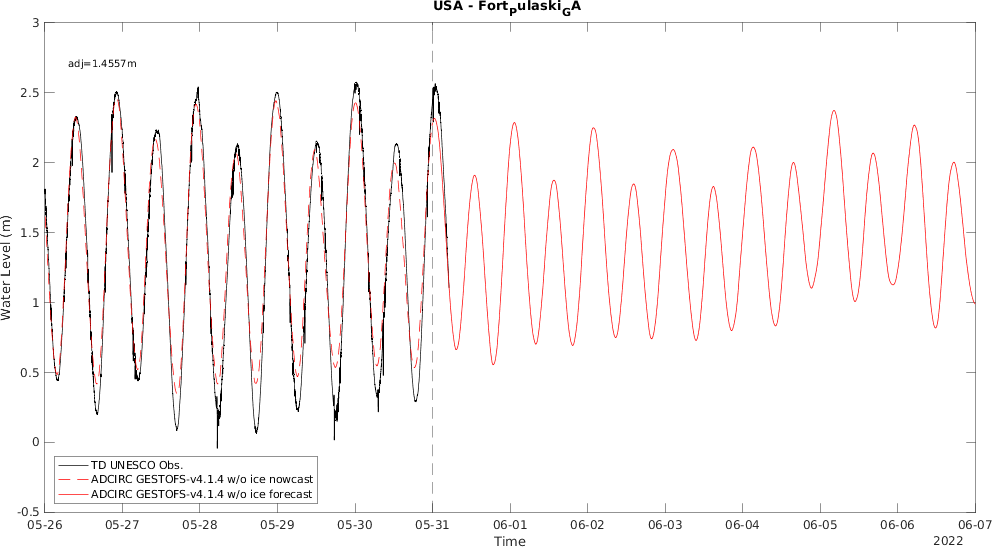 USA - Fort_Pulaski_GA
adj=1.4557m
3
2.5
2
1.5
1
0.5
0
-0.5
Water Level (m)
TD UNESCO Obs.
ADCIRC GESTOFS-v4.1.4 w/o ice nowcast
ADCIRC GESTOFS-v4.1.4 w/o ice forecast
05-26 05-27 05-28 05-29 05-30 05-31 06-01 06-02 06-03 06-04 06-05 06-06 06-07
Time
2022